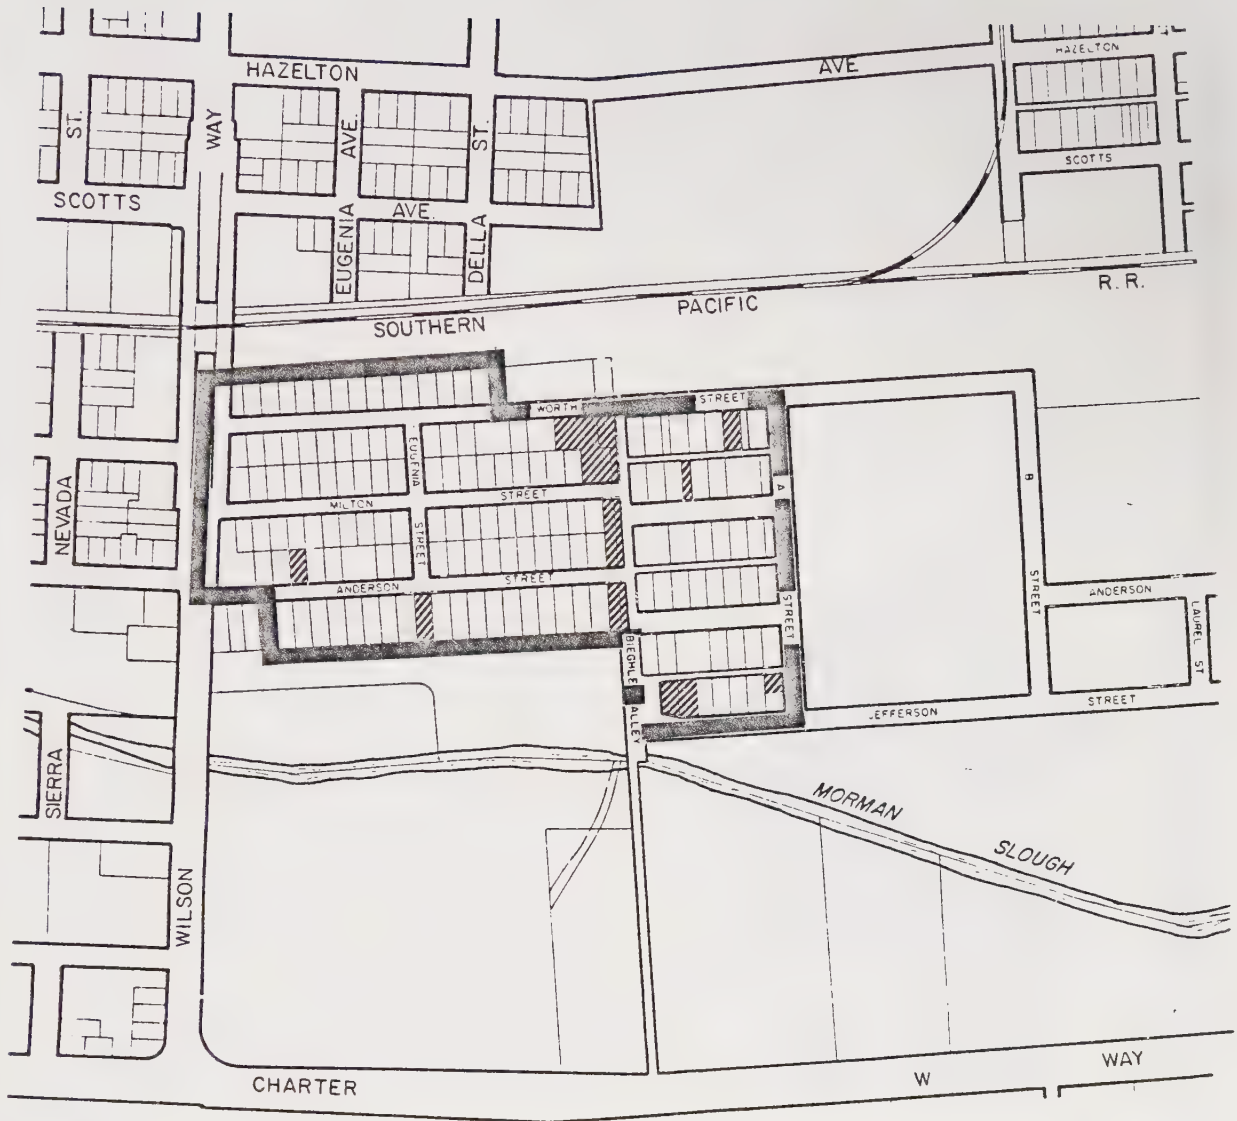 HAZELTON
AVE
HAZELTON
ST.
WAY
AVE.
ST.
SCOTTS
SCOTTS
AVE.
EUGENIA
DELLA
SOUTHERN
PACIFIC
R. R.
WORTH
STREET
EUGENIA
STREET
MILTON
STREET
A
STREET
B
STREET
NEVADA
ANDERSON
STREET
ANDERSON
LAUREL ST
BIEGHLE
ALLEY
JEFFERSON
STREET
SIERRA
MORMAN
SLOUGH
WILSON
CHARTER
W
WAY